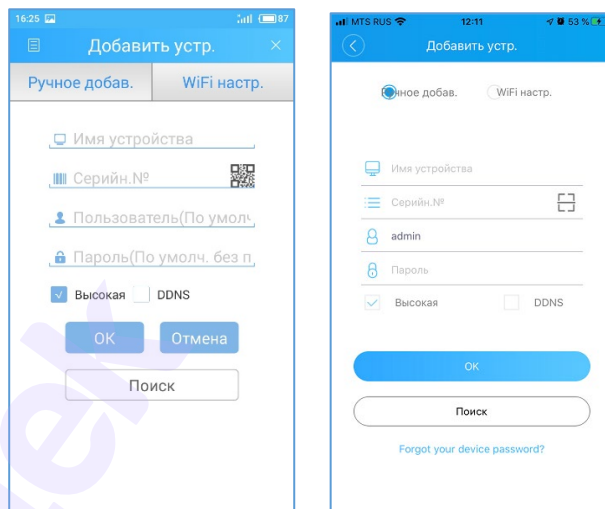 16:25 87
Добавить устр.
Ручное добав. WiFi настр.
Имя устройства
Серийн.№
Пользователь(По умолч
Пароль(По умолч. без п
Высокая DDNS
OK Отмена
Поиск
MTS RUS 12:11 53 %
Добавить устр.
добав. WiFi настр.
Имя устройства
Серийн.№
admin
Пароль
Высокая DDNS
OK
Поиск
Forgot your device password?